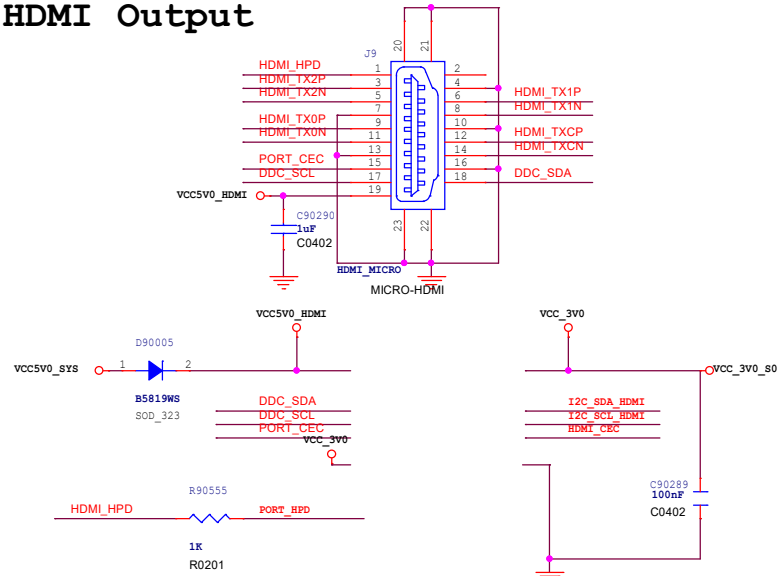 HDMI Output
J9
20 21
HDMI_HPD 1 2
HDMI_TX2P 3 4
HDMI_TX2N 5 6 HDMI_TX1P
7 8 HDMI_TX1N
HDMI_TX0P 9 10
HDMI_TX0N 11 12 HDMI_TXCP
13 14 HDMI_TXCN
PORT_CEC 15 16
DDC_SCL 17 18 DDC_SDA
VCC5V0_HDMI 19
C90290
1uF
C0402
23 22
HDMI_MICRO
MICRO-HDMI
VCC5V0_HDMI VCC_3V0
D90005
VCC5V0_SYS 1 2 VCC_3V0_S0
B5819WS
SOD_323
DDC_SDA I2C_SDA_HDMI
DDC_SCL I2C_SCL_HDMI
PORT_CEC HDMI_CEC
VCC_3V0
C90289
100nF
C0402
R90555
HDMI_HPD PORT_HPD
1K
R0201